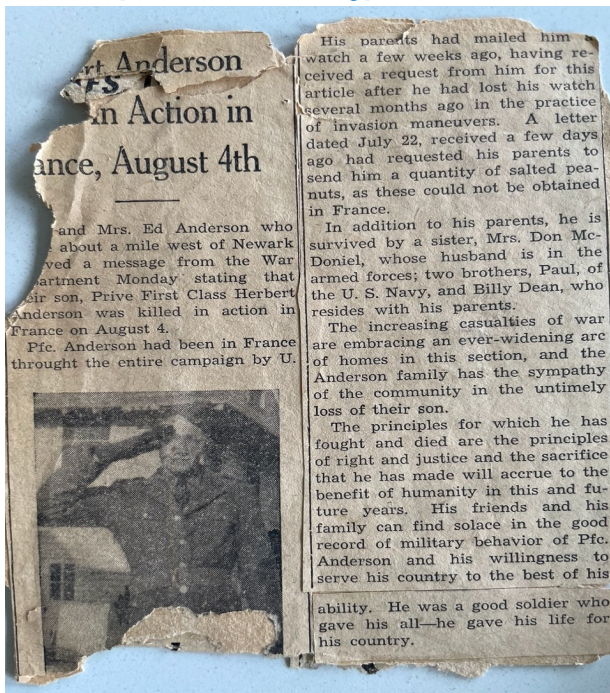 Anderson
in Action in
ance, August 4th
and Mrs. Ed Anderson who
about a mile west of Newark
ved a message from the War
partment Monday stating that
eir son, Prive First Class Herbert
Anderson was killed in action in
France on August 4.
Pfc. Anderson had been in France
throught the entire campaign by U.
His parents had mailed him a
watch a few weeks ago, having re-
ceived a request from him for this
article after he had lost his watch
several months ago in the practice
of invasion maneuvers. A letter
dated July 22, received a few days
ago had requested his parents to
send him a quantity of salted pea-
nuts, as these could not be obtained
in France.
In addition to his parents, he is
survived by a sister, Mrs. Don Mc-
Doniel, whose husband is in the
armed forces; two brothers, Paul, of
the U. S. Navy, and Billy Dean, who
resides with his parents.
The increasing casualties of war
are embracing an ever-widening arc
of homes in this section, and the
Anderson family has the sympathy
of the community in the untimely
loss of their son.
The principles for which he has
fought and died are the principles
of right and justice and the sacrifice
that he has made will accrue to the
benefit of humanity in this and fu-
ture years. His friends and his
family can find solace in the good
record of military behavior of Pfc.
Anderson and his willingness to
serve his country to the best of his
ability. He was a good soldier who
gave his all—he gave his life for
his country.